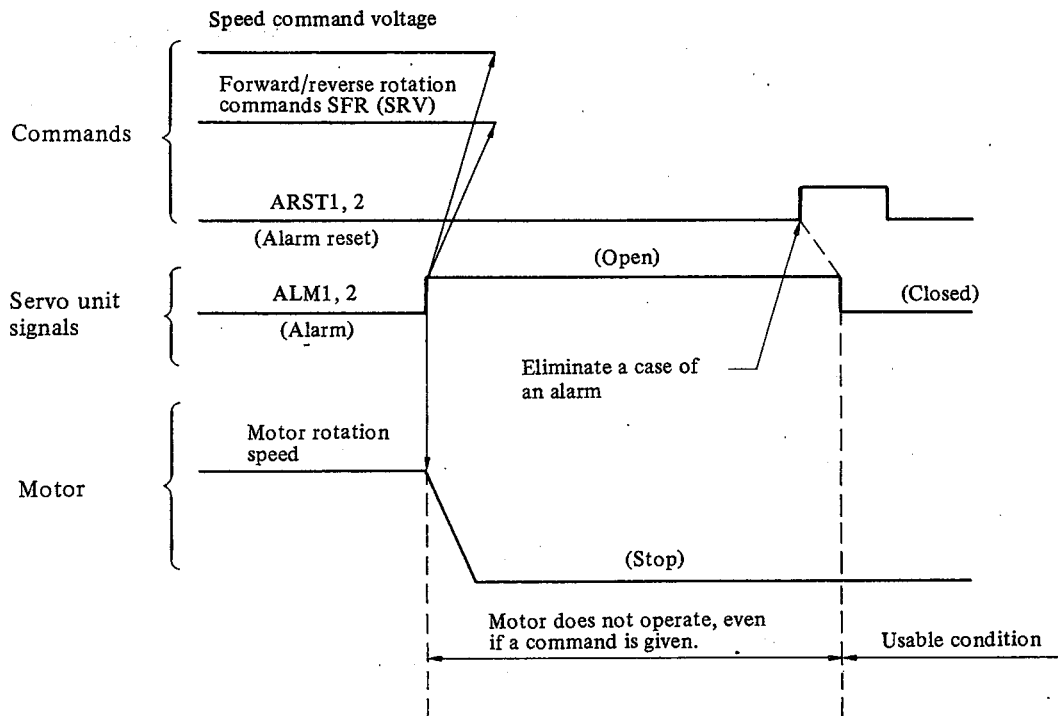 Speed command voltage
Forward/reverse rotation
commands SFR (SRV)
Commands
ARST1, 2
(Alarm reset)
(Open)
Servo unit
signals
ALM1, 2
(Alarm)
(Closed)
Eliminate a case of
an alarm
Motor rotation
speed
Motor
(Stop)
Motor does not operate, even
if a command is given.
Usable condition